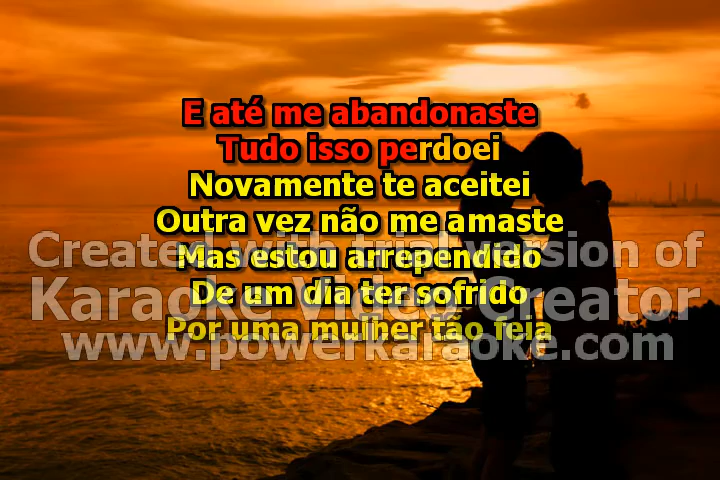 E até me abandonaste
Tudo isso perdoei
Novamente te aceitei
Outra vez não me amaste
Mas estou arrependido
De um dia ter sofrido
Por uma mulher tão feia
Created with trial version of
Karaoke Video Creator
www.powerkaraoke.com